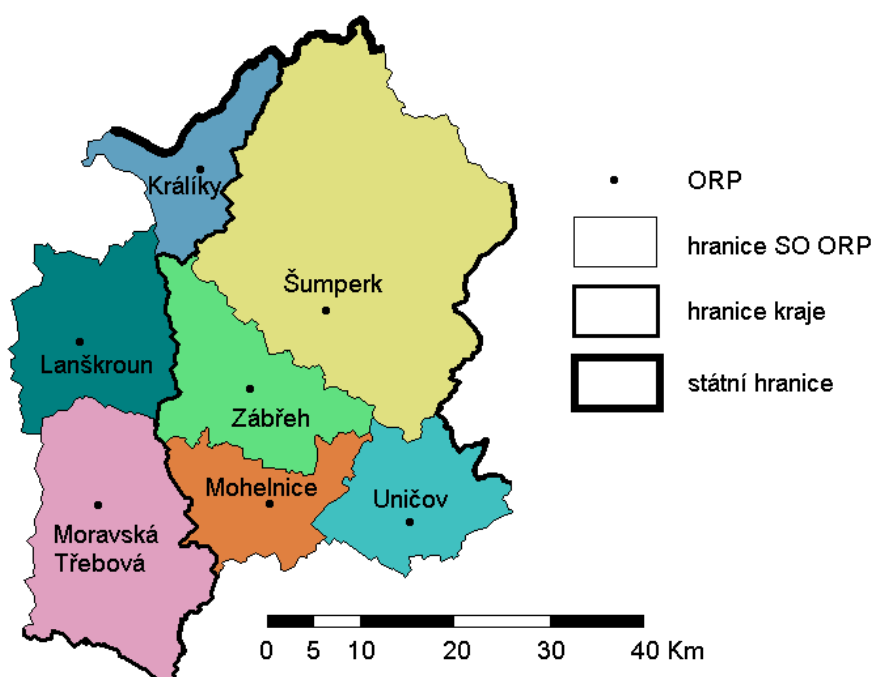 Králíky
Šumperk
Lanškroun
Zábřeh
Mohelnice
Uničov
Moravská
Třebová
ORP
hranice SO ORP
hranice kraje
státní hranice
0 5 10 20 30 40 Km